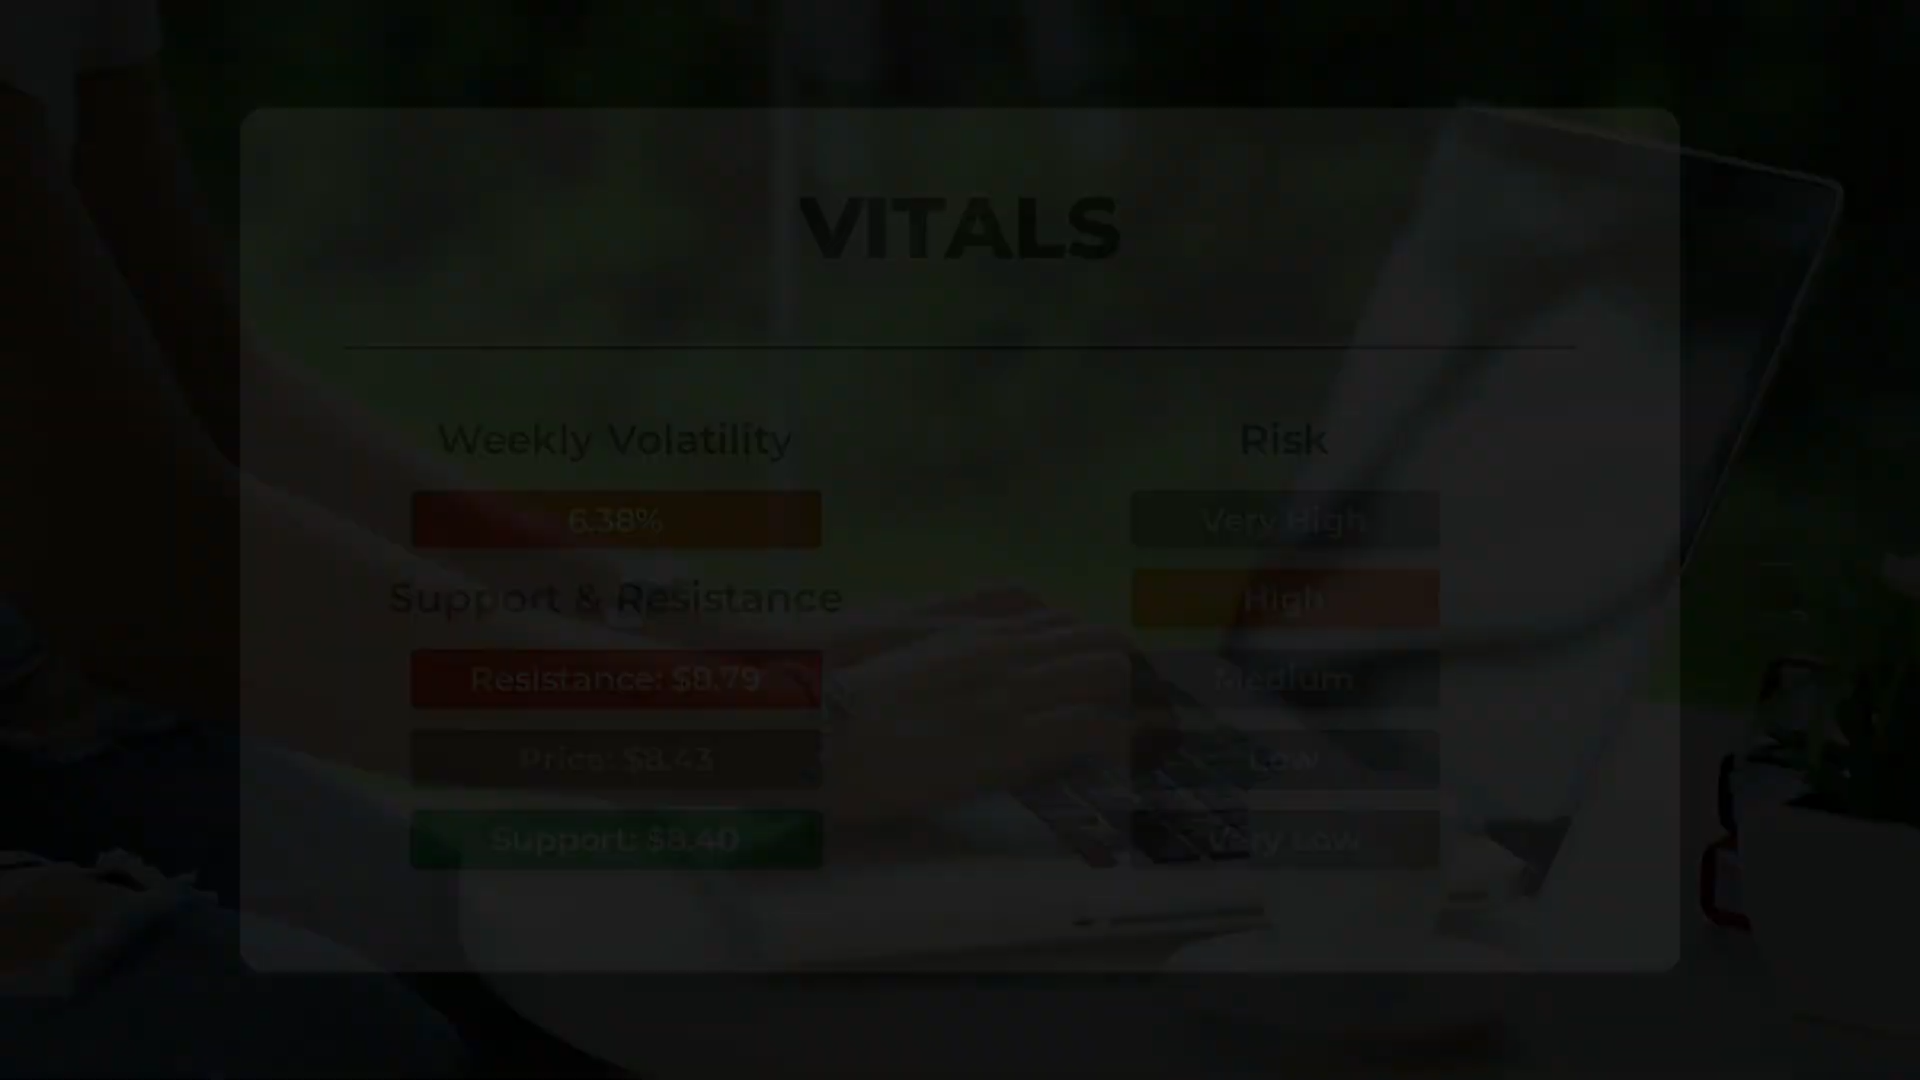 VITALS
Weekly Volatility
6.38%
Support & Resistance
Resistance: $8.79
Price: $8.43
Support: $8.40
Risk
Very High
High
Medium
Low
Very Low